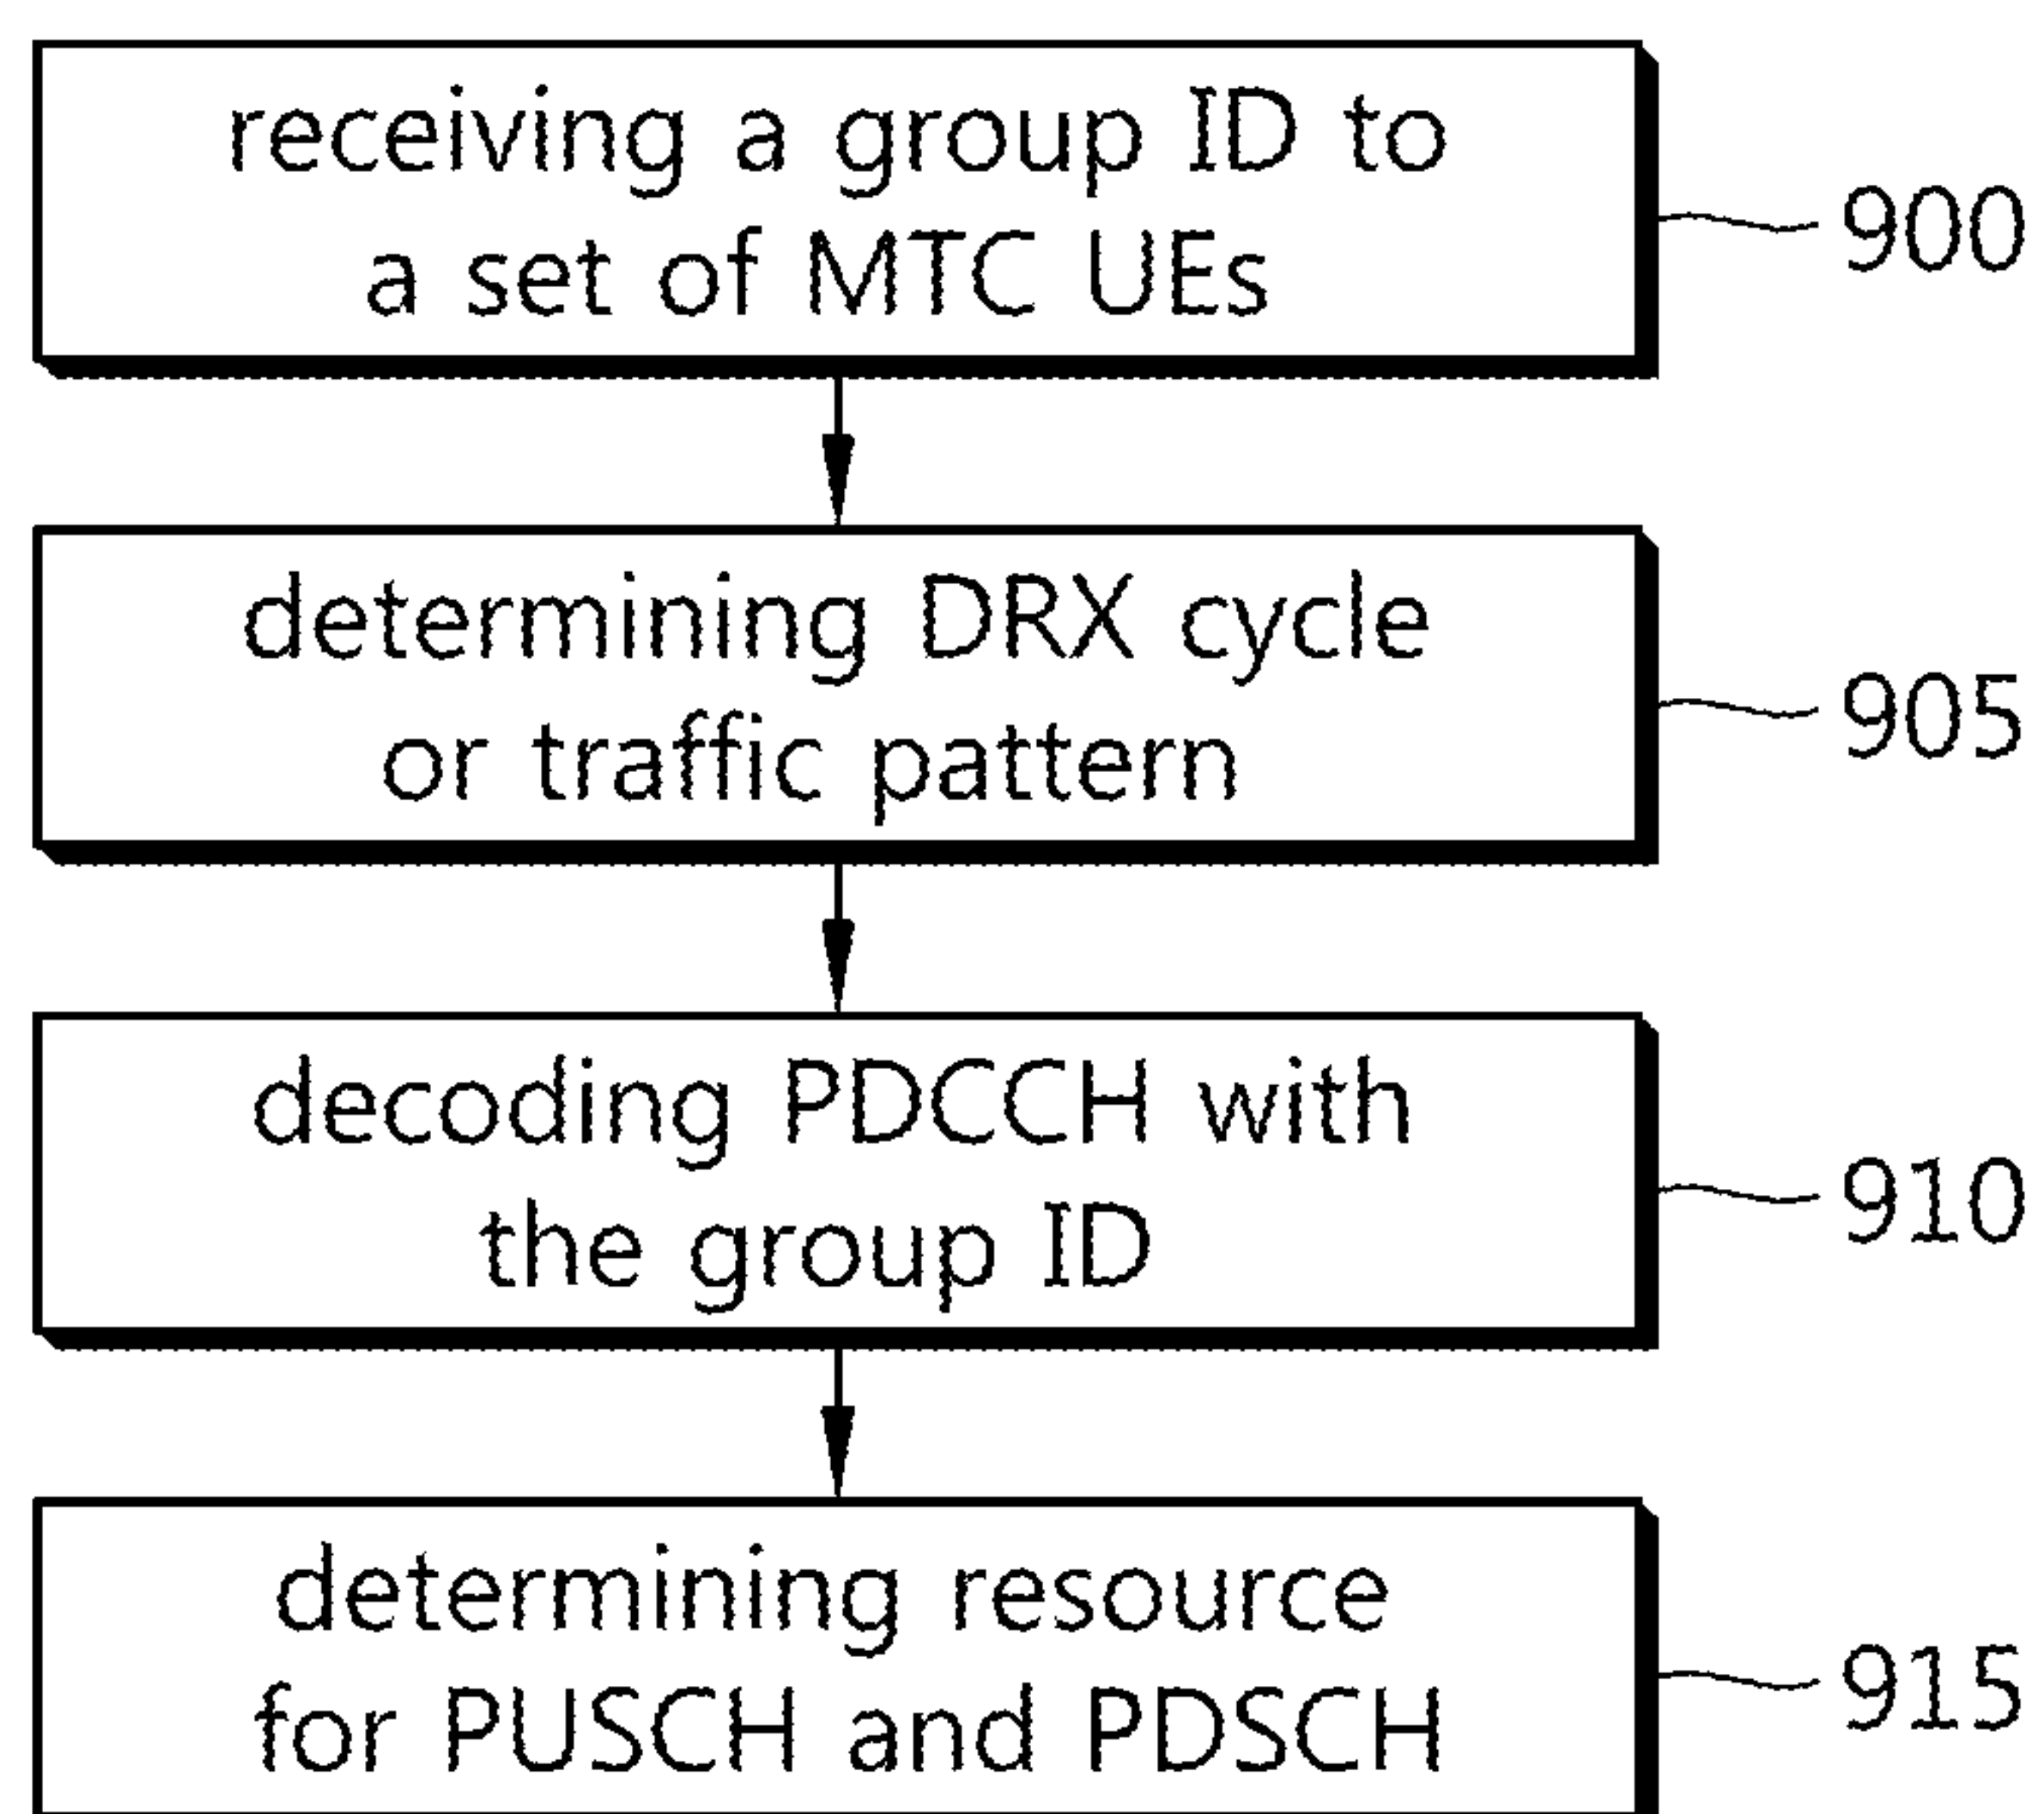 receiving a group ID to
a set of MTC UEs
900
determining DRX cycle
or traffic pattern
905
decoding PDCCH with
the group ID
910
determining resource
for PUSCH and PDSCH
915